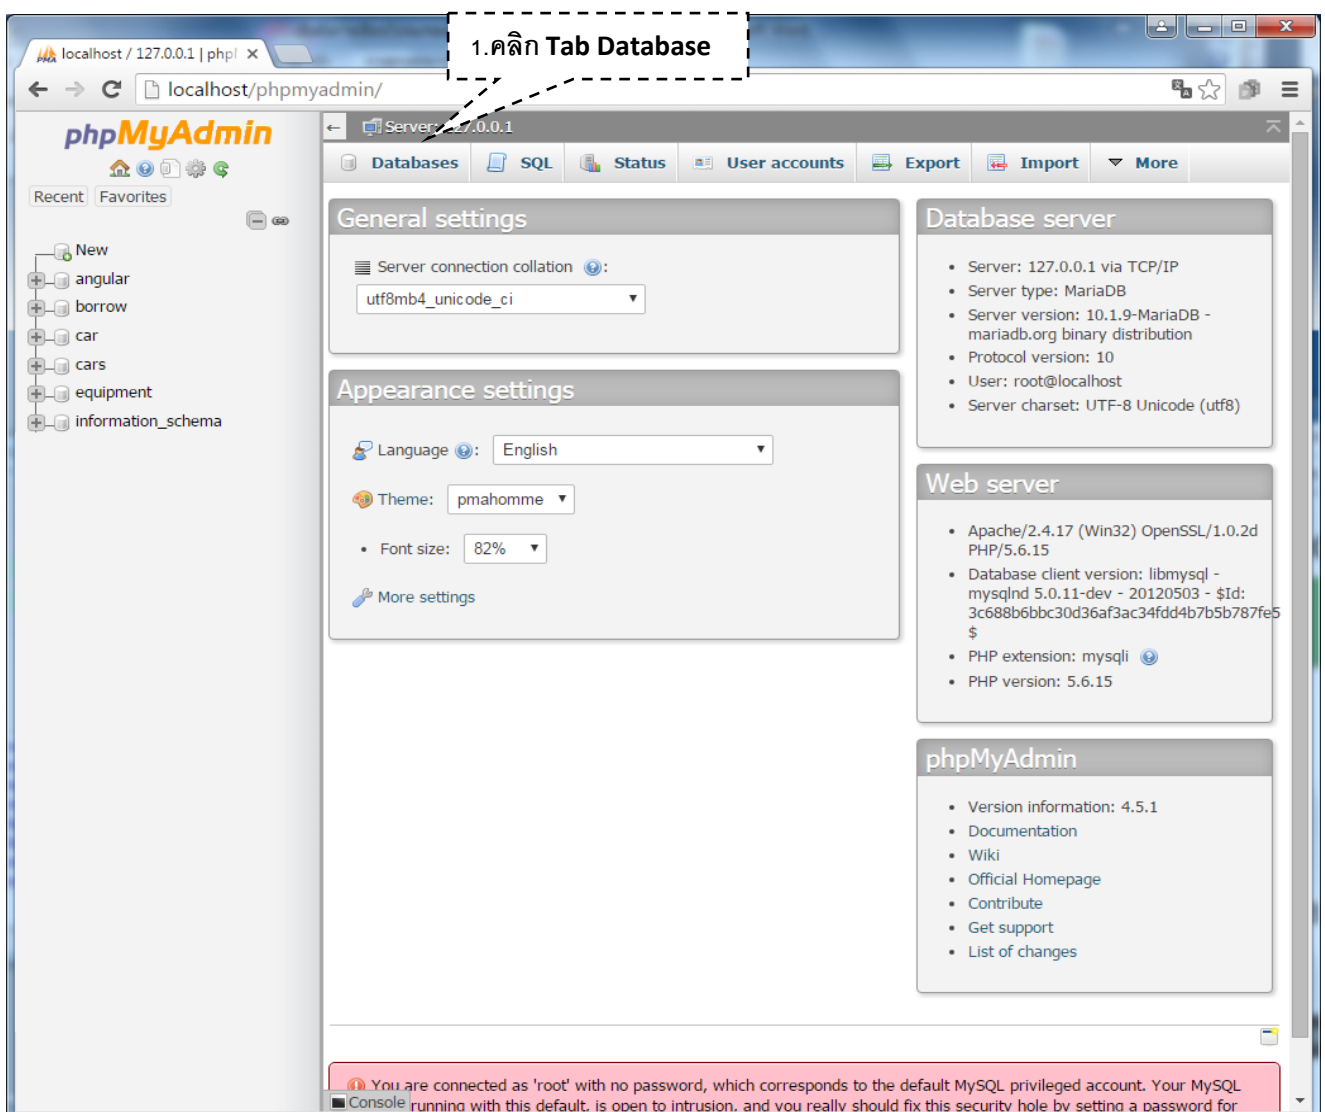 1.คลิก Tab Database
localhost / 127.0.0.1 | phpM
localhost/phpmyadmin/
phpMyAdmin
Recent Favorites
New
angular
borrow
car
cars
equipment
information_schema
Server: 127.0.0.1
Databases SQL Status User accounts Export Import More
General settings
Server connection collation :
utf8mb4_unicode_ci
Appearance settings
Language : English
Theme: pmahomme
• Font size: 82%
More settings
Database server
• Server: 127.0.0.1 via TCP/IP
• Server type: MariaDB
• Server version: 10.1.9-MariaDB -
mariadb.org binary distribution
• Protocol version: 10
• User: root@localhost
• Server charset: UTF-8 Unicode (utf8)
Web server
• Apache/2.4.17 (Win32) OpenSSL/1.0.2d
PHP/5.6.15
• Database client version: libmysql -
mysqlnd 5.0.11-dev - 20120503 - $Id:
3c688b6bbc30d36af3ac34fdd4b7b5b787fe5
$
• PHP extension: mysqli
• PHP version: 5.6.15
phpMyAdmin
• Version information: 4.5.1
• Documentation
• Wiki
• Official Homepage
• Contribute
• Get support
• List of changes
You are connected as 'root' with no password, which corresponds to the default MySQL privileged account. Your MySQL
Console running with this default, is open to intrusion, and you really should fix this security hole by setting a password for